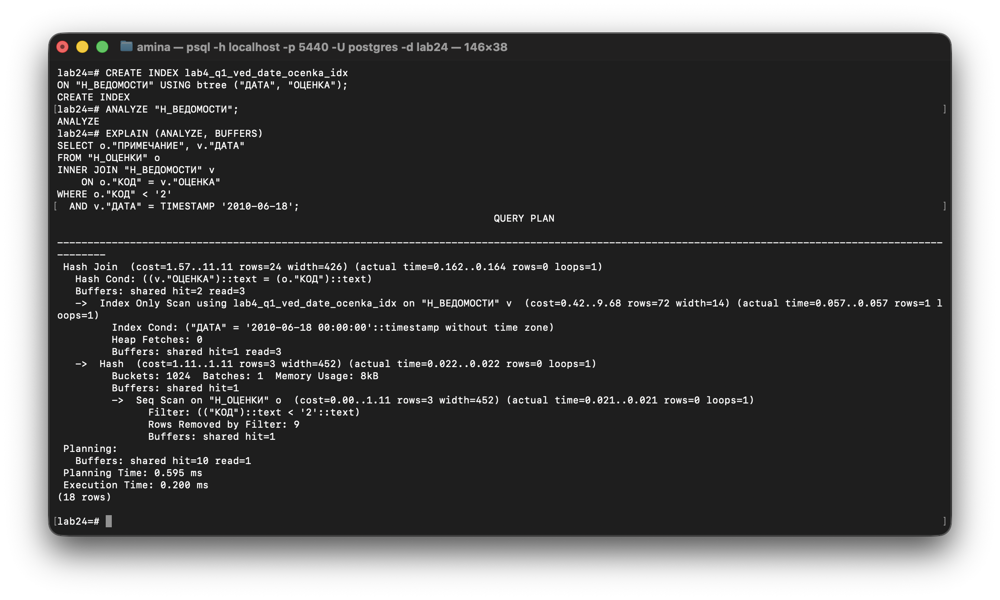 amina — psql -h localhost -p 5440 -U postgres -d lab24 — 146×38
lab24=# CREATE INDEX lab4_q1_ved_date_ocenka_idx
ON "Н_ВЕДОМОСТИ" USING btree ("ДАТА", "ОЦЕНКА");
CREATE INDEX
[lab24=# ANALYZE "Н_ВЕДОМОСТИ"; ]
ANALYZE
lab24=# EXPLAIN (ANALYZE, BUFFERS)
SELECT o."ПРИМЕЧАНИЕ", v."ДАТА"
FROM "Н_ОЦЕНКИ" o
INNER JOIN "Н_ВЕДОМОСТИ" v
    ON o."КОД" = v."ОЦЕНКА"
WHERE o."КОД" < '2'
[  AND v."ДАТА" = TIMESTAMP '2010-06-18'; ]
QUERY PLAN
--------------------------------------------------------------------------------------------------------------------------------------------------
--------
 Hash Join  (cost=1.57..11.11 rows=24 width=426) (actual time=0.162..0.164 rows=0 loops=1)
   Hash Cond: ((v."ОЦЕНКА")::text = (o."КОД")::text)
   Buffers: shared hit=2 read=3
   ->  Index Only Scan using lab4_q1_ved_date_ocenka_idx on "Н_ВЕДОМОСТИ" v  (cost=0.42..9.68 rows=72 width=14) (actual time=0.057..0.057 rows=1 l
oops=1)
         Index Cond: ("ДАТА" = '2010-06-18 00:00:00'::timestamp without time zone)
         Heap Fetches: 0
         Buffers: shared hit=1 read=3
   ->  Hash  (cost=1.11..1.11 rows=3 width=452) (actual time=0.022..0.022 rows=0 loops=1)
         Buckets: 1024  Batches: 1  Memory Usage: 8kB
         Buffers: shared hit=1
         ->  Seq Scan on "Н_ОЦЕНКИ" o  (cost=0.00..1.11 rows=3 width=452) (actual time=0.021..0.021 rows=0 loops=1)
               Filter: (("КОД")::text < '2'::text)
               Rows Removed by Filter: 9
               Buffers: shared hit=1
 Planning:
   Buffers: shared hit=10 read=1
 Planning Time: 0.595 ms
 Execution Time: 0.200 ms
(18 rows)
[lab24=# ]